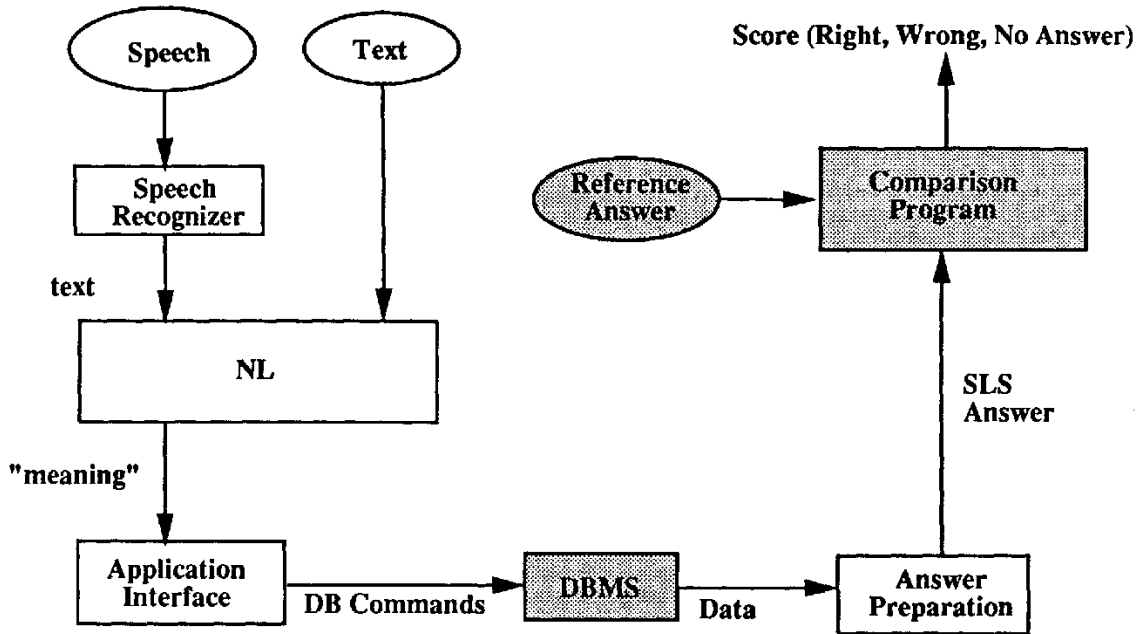 Speech
Text
Score (Right, Wrong, No Answer)
Speech
Recognizer
Reference
Answer
Comparison
Program
text
NL
SLS
Answer
"meaning"
Application
Interface
DB Commands
DBMS
Data
Answer
Preparation